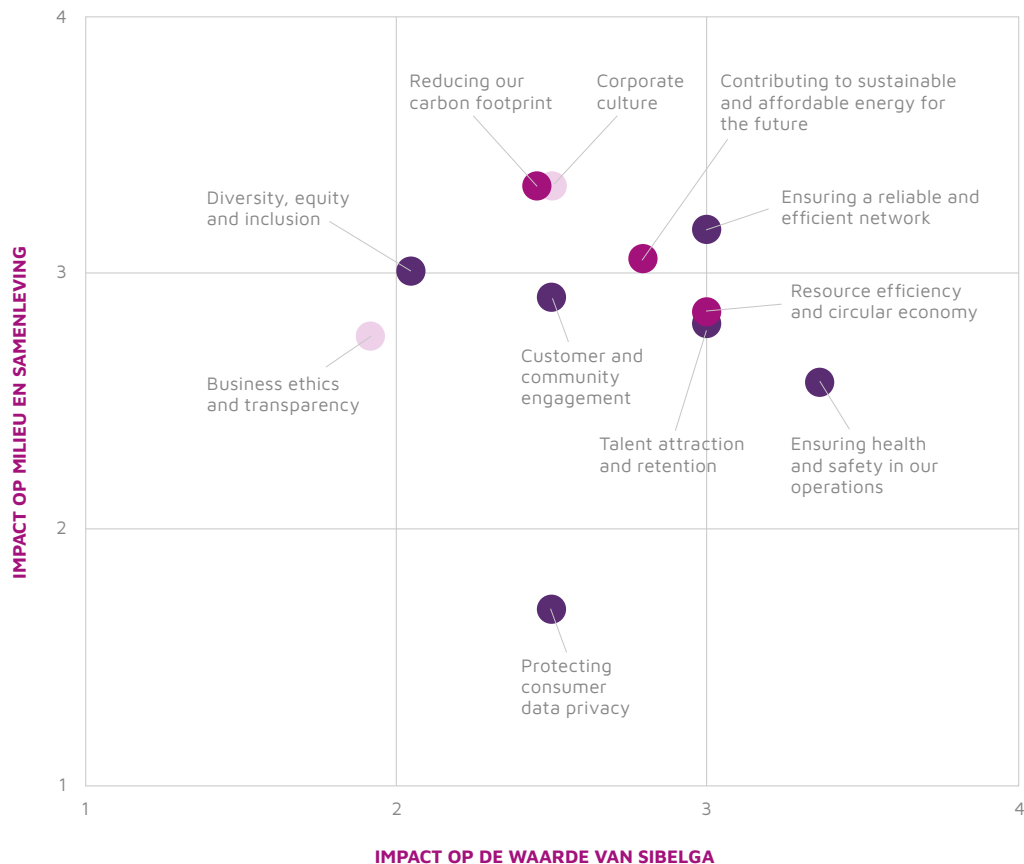 4
Reducing our
carbon footprint
Corporate
culture
Contributing to sustainable
and affordable energy for
the future
Diversity, equity
and inclusion
Ensuring a reliable and
efficient network
IMPACT OP MILIEU EN SAMENLEVING
3
Resource efficiency
and circular economy
Customer and
community
engagement
Business ethics
and transparency
Talent attraction
and retention
Ensuring health
and safety in our
operations
2
Protecting
consumer
data privacy
1
1
2
3
4
IMPACT OP DE WAARDE VAN SIBELGA